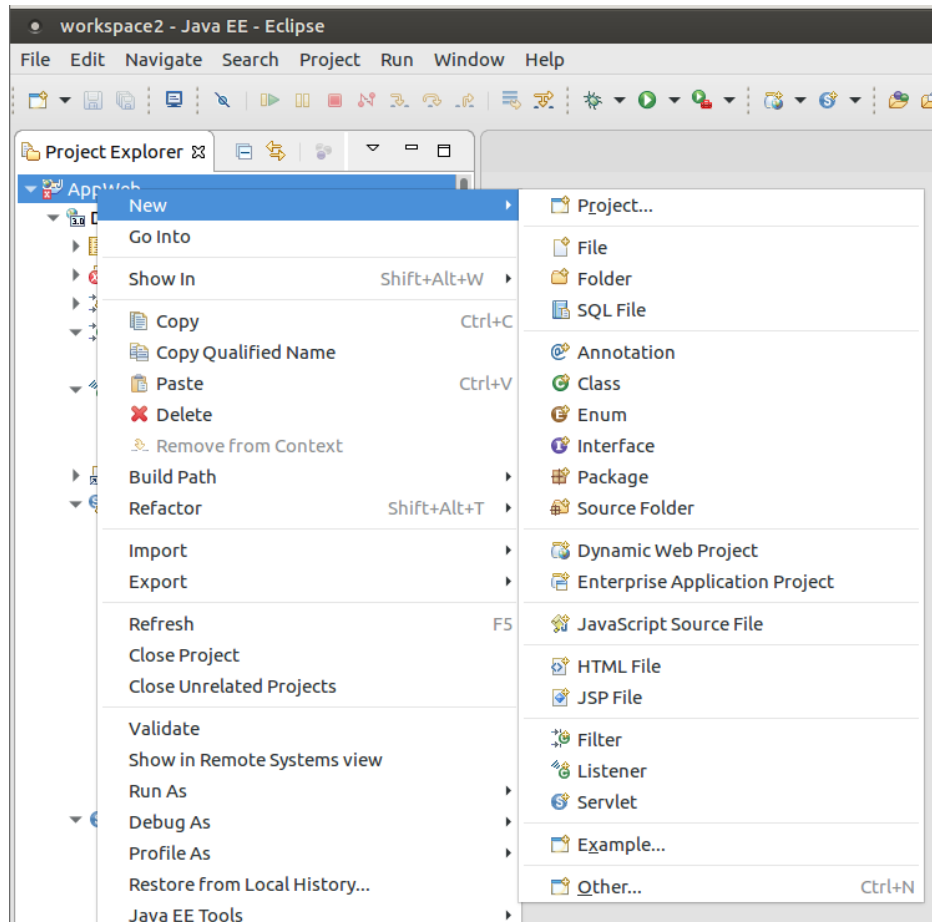 workspace2 - Java EE - Eclipse
File Edit Navigate Search Project Run Window Help
Project Explorer
AppWeb
New
Go Into
Show In Shift+Alt+W
Copy Ctrl+C
Copy Qualified Name
Paste Ctrl+V
Delete
Remove from Context
Build Path
Refactor Shift+Alt+T
Import
Export
Refresh F5
Close Project
Close Unrelated Projects
Validate
Show in Remote Systems view
Run As
Debug As
Profile As
Restore from Local History...
Java EE Tools
Project...
File
Folder
SQL File
Annotation
Class
Enum
Interface
Package
Source Folder
Dynamic Web Project
Enterprise Application Project
JavaScript Source File
HTML File
JSP File
Filter
Listener
Servlet
Example...
Other... Ctrl+N